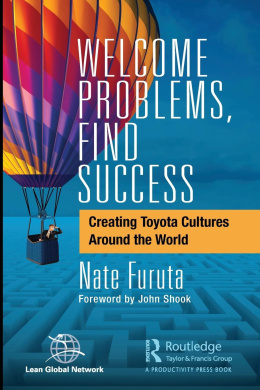 WELCOME
PROBLEMS,
FIND
SUCCESS
Creating Toyota Cultures
Around the World
Nate Furuta
Foreword by John Shook
Lean Global Network
Routledge
Taylor & Francis Group
A PRODUCTIVITY PRESS BOOK